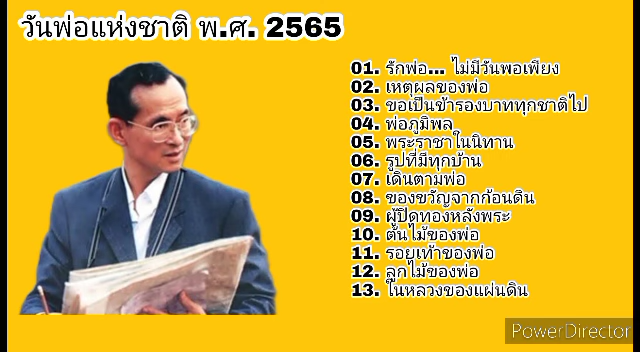 วันพ่อแห่งชาติ พ.ศ. 2565
01. รักพ่อ... ไม่มีวันพอเพียง
02. เหตุผลของพ่อ
03. ขอเป็นข้ารองบาททุกชาติไป
04. พ่อภูมิพล
05. พระราชาในนิทาน
06. รูปที่มีทุกบ้าน
07. เดินตามพ่อ
08. ของขวัญจากก้อนดิน
09. ผู้ปิดทองหลังพระ
10. ต้นไม้ของพ่อ
11. รอยเท้าของพ่อ
12. ลูกไม้ของพ่อ
13. ในหลวงของแผ่นดิน
PowerDirector